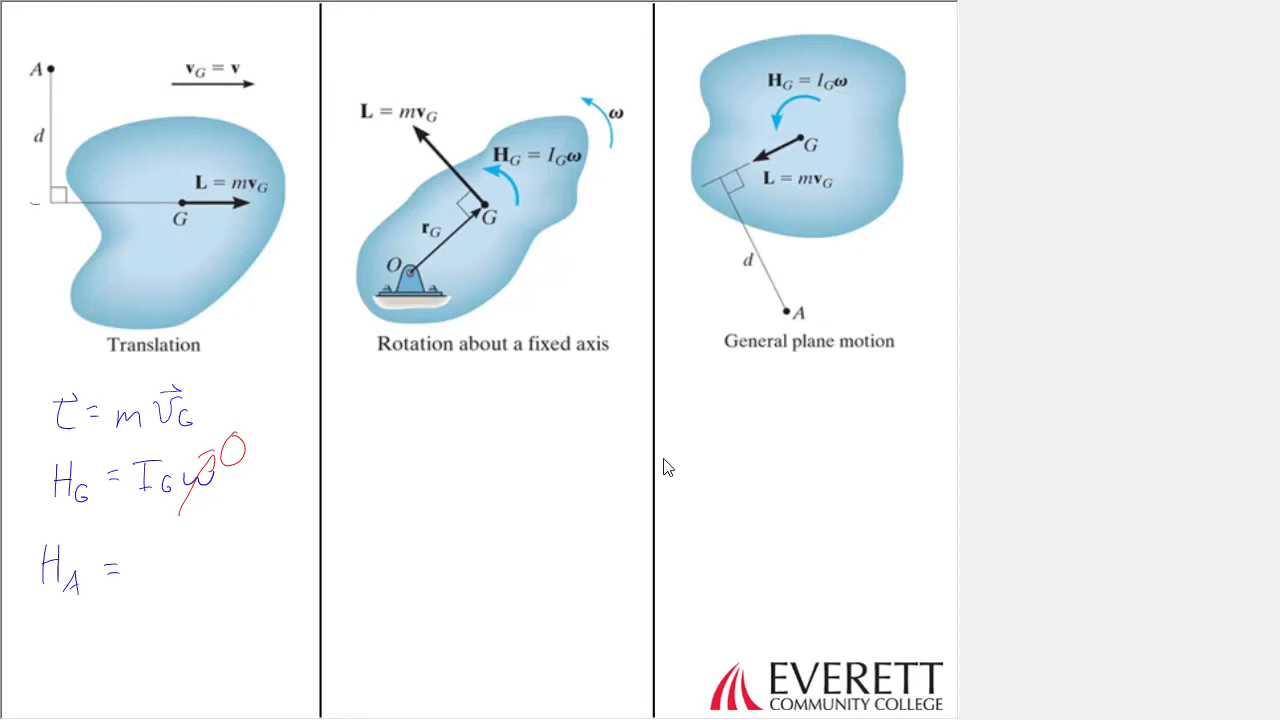 A
v_G = v
d
L = mv_G
G
Translation
L⃗ = m v⃗_G
H_G = I_G ω⃗ 0
H_A =
L = mv_G
ω
H_G = I_Gω
G
r_G
O
Rotation about a fixed axis
H_G = I_Gω
G
L = mv_G
d
A
General plane motion
EVERETT
COMMUNITY COLLEGE